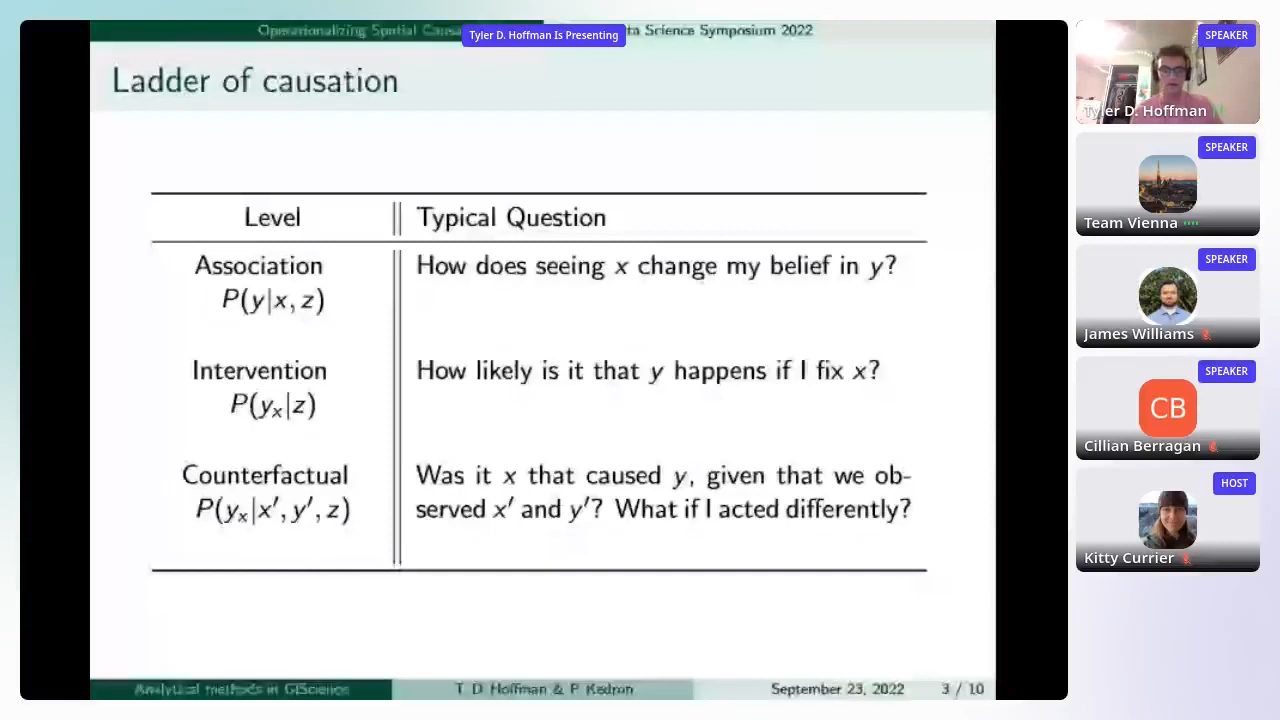 Operationalizing Spatial Causa
Tyler D. Hoffman Is Presenting
ta Science Symposium 2022
Ladder of causation
Level
Typical Question
Association
P(y|x, z)
How does seeing x change my belief in y?
Intervention
P(yₓ|z)
How likely is it that y happens if I fix x?
Counterfactual
P(yₓ|x′, y′, z)
Was it x that caused y, given that we ob-
served x′ and y′? What if I acted differently?
Analytical methods in GIScience
T. D. Hoffman & P. Kedron
September 23, 2022
3 / 10
SPEAKER
Tyler D. Hoffman
SPEAKER
Team Vienna
SPEAKER
James Williams
SPEAKER
CB
Cillian Berragan
HOST
Kitty Currier